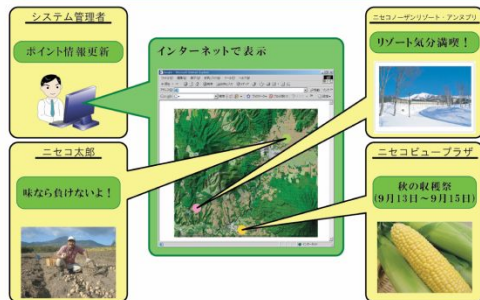 システム管理者
ポイント情報更新
インターネットで表示
ニセコノーザンリゾート・アンヌプリ
リゾート気分満喫！
ニセコ太郎
味なら負けないよ！
ニセコビュープラザ
秋の収穫祭
(9月13日～9月15日)